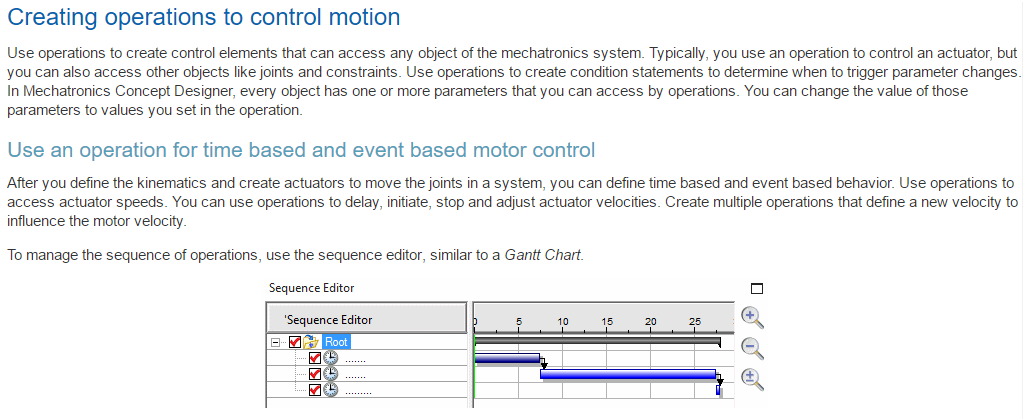 Creating operations to control motion
Use operations to create control elements that can access any object of the mechatronics system. Typically, you use an operation to control an actuator, but
you can also access other objects like joints and constraints. Use operations to create condition statements to determine when to trigger parameter changes.
In Mechatronics Concept Designer, every object has one or more parameters that you can access by operations. You can change the value of those
parameters to values you set in the operation.
Use an operation for time based and event based motor control
After you define the kinematics and create actuators to move the joints in a system, you can define time based and event based behavior. Use operations to
access actuator speeds. You can use operations to delay, initiate, stop and adjust actuator velocities. Create multiple operations that define a new velocity to
influence the motor velocity.
To manage the sequence of operations, use the sequence editor, similar to a Gantt Chart.
Sequence Editor
'Sequence Editor
0 5 10 15 20 25
Root
.......
.......
.........